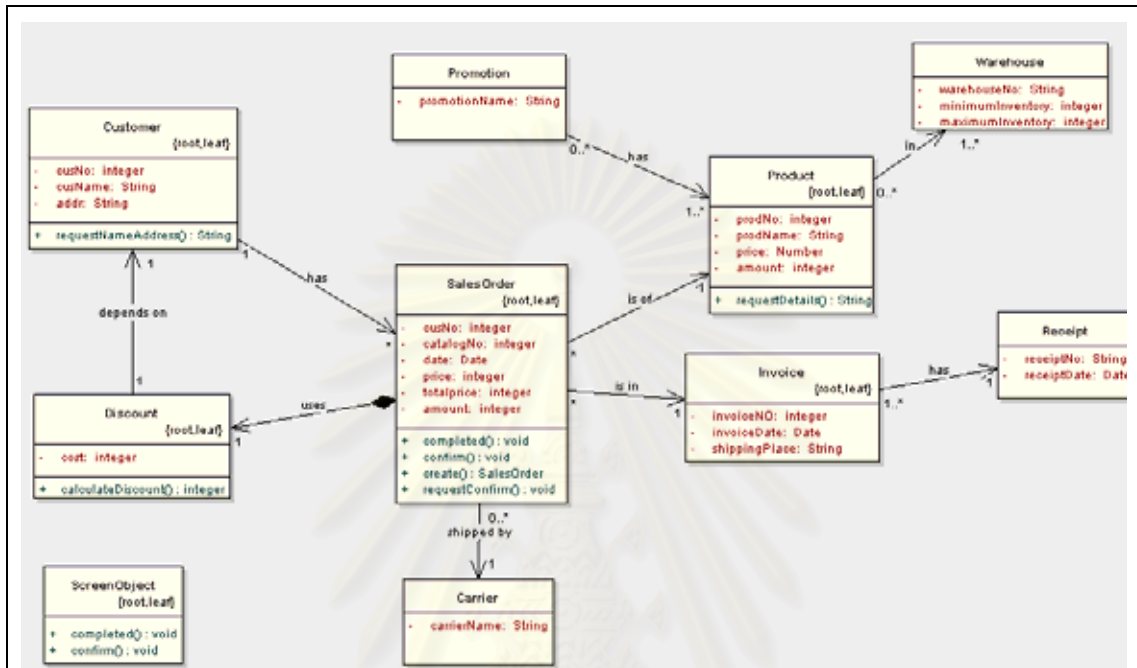 Promotion
- promotionName: String
Warehouse
- warehouseNo: String
- minimumInventory: integer
- maximumInventory: integer
Customer
{root,leaf}
- cusNo: integer
- cusName: String
- addr: String
+ requestNameAddress() : String
0..*
has
1..*
in
0..*
1..*
Product
{root,leaf}
- prodNo: integer
- prodName: String
- price: Number
- amount: integer
+ requestDetails() : String
1
has
*
1
depends on
1
SalesOrder
{root,leaf}
- cusNo: integer
- catalogNo: integer
- date: Date
- price: integer
- totalprice: integer
- amount: integer
+ completed() : void
+ confirm() : void
+ create() : SalesOrder
+ requestConfirm() : void
is of
*
1
is in
*
1
Receipt
- receiptNo: String
- receiptDate: Date
Invoice
{root,leaf}
- invoiceNO: integer
- invoiceDate: Date
- shippingPlace: String
has
1..*
1
Discount
{root,leaf}
- cost: integer
+ calculateDiscount() : integer
uses
1
0..*
shipped by
1
ScreenObject
{root,leaf}
+ completed() : void
+ confirm() : void
Carrier
- carrierName: String